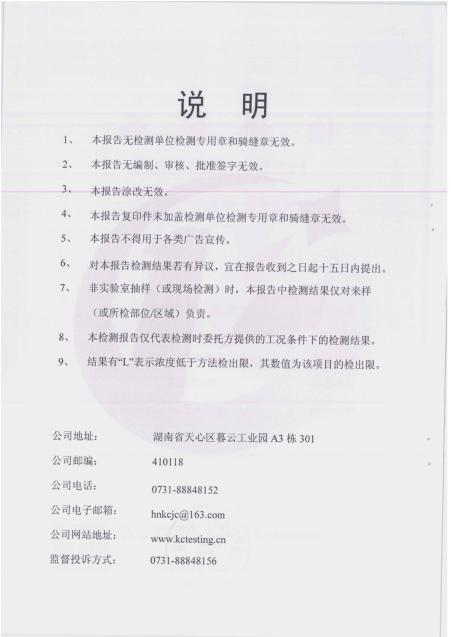 说 明
1、 本报告无检测单位检测专用章和骑缝章无效。
2、 本报告无编制、审核、批准签字无效。
3、 本报告涂改无效。
4、 本报告复印件未加盖检测单位检测专用章和骑缝章无效。
5、 本报告不得用于各类广告宣传。
6、 对本报告检测结果若有异议，宜在报告收到之日起十五日内提出。
7、 非实验室抽样（或现场检测）时，本报告中检测结果仅对来样
（或所检部位/区域）负责。
8、 本检测报告仅代表检测时委托方提供的工况条件下的检测结果。
9、 结果有“L”表示浓度低于方法检出限，其数值为该项目的检出限。
公司地址： 湖南省天心区暮云工业园 A3 栋 301
公司邮编： 410118
公司电话： 0731-88848152
公司电子邮箱： hnkcjc@163.com
公司网站地址： www.kctesting.cn
监督投诉方式： 0731-88848156